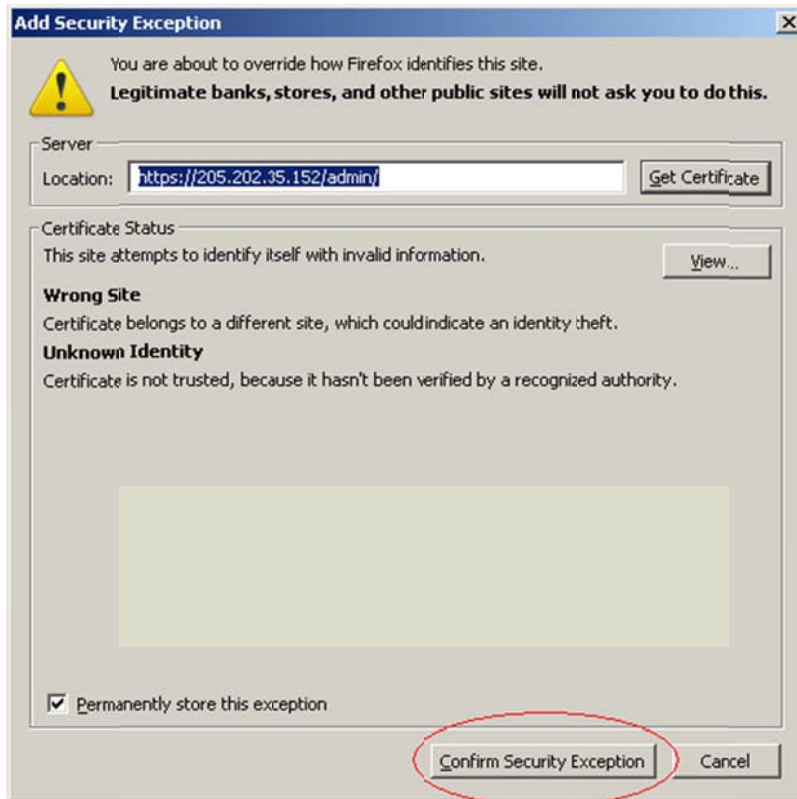 Add Security Exception
You are about to override how Firefox identifies this site.
Legitimate banks, stores, and other public sites will not ask you to do this.
Server
Location: https://205.202.35.152/admin/ Get Certificate
Certificate Status
This site attempts to identify itself with invalid information. View...
Wrong Site
Certificate belongs to a different site, which could indicate an identity theft.
Unknown Identity
Certificate is not trusted, because it hasn't been verified by a recognized authority.
Permanently store this exception
Confirm Security Exception Cancel